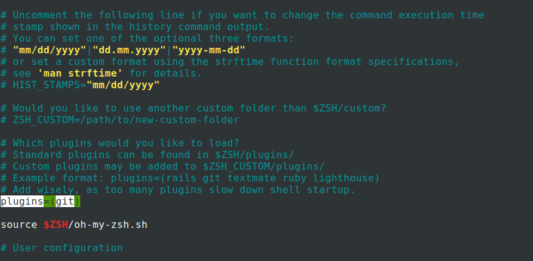 # Uncomment the following line if you want to change the command execution time
# stamp shown in the history command output.
# You can set one of the optional three formats:
# "mm/dd/yyyy"|"dd.mm.yyyy"|"yyyy-mm-dd"
# or set a custom format using the strftime function format specifications,
# see 'man strftime' for details.
# HIST_STAMPS="mm/dd/yyyy"
# Would you like to use another custom folder than $ZSH/custom?
# ZSH_CUSTOM=/path/to/new-custom-folder
# Which plugins would you like to load?
# Standard plugins can be found in $ZSH/plugins/
# Custom plugins may be added to $ZSH_CUSTOM/plugins/
# Example format: plugins=(rails git textmate ruby lighthouse)
# Add wisely, as too many plugins slow down shell startup.
plugins=(git)
source $ZSH/oh-my-zsh.sh
# User configuration